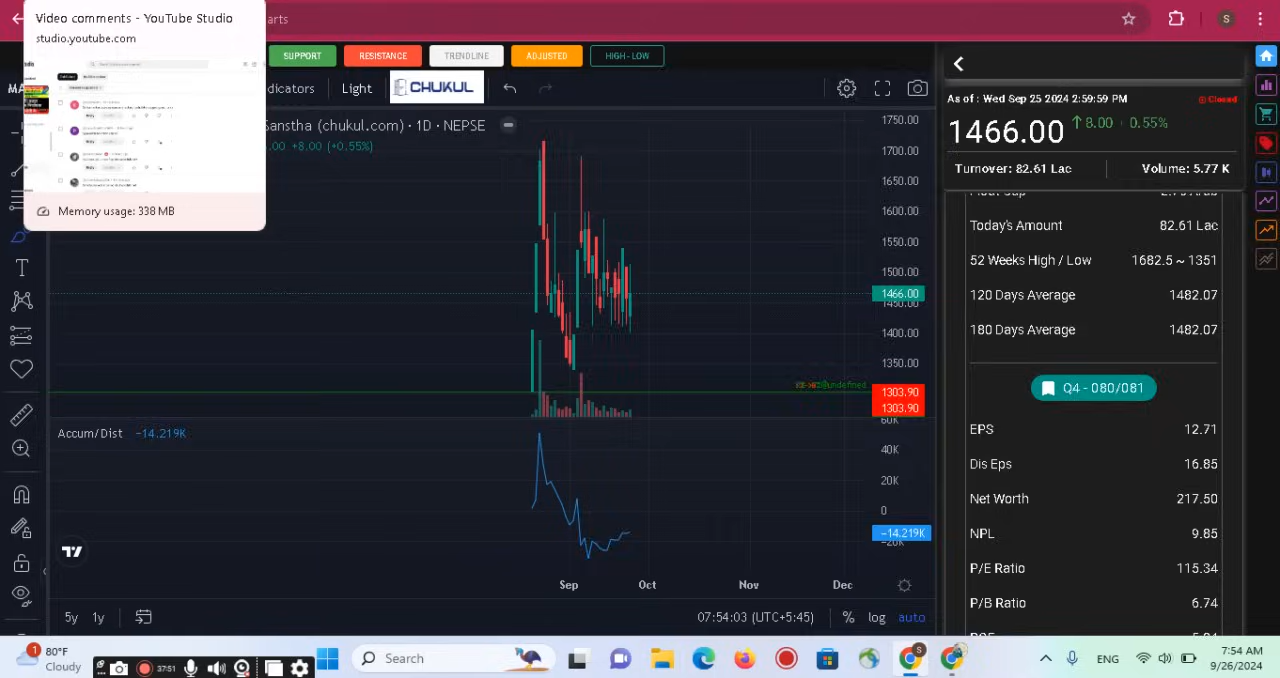 Video comments - YouTube Studio
studio.youtube.com
Memory usage: 338 MB
arts
S
SUPPORT
RESISTANCE
TRENDLINE
ADJUSTED
HIGH - LOW
dicators
Light
CHUKUL
Sanstha (chukul.com) · 1D · NEPSE
.00 +8.00 (+0.55%)
1750.00
1700.00
1650.00
1600.00
1550.00
1500.00
1466.00
1450.00
1400.00
1350.00
1303.90
1303.90
60K
40K
20K
0
−14.219K
−20K
Accum/Dist −14.219K
Sep Oct Nov Dec
5y 1y
07:54:03 (UTC+5:45)
% log auto
As of : Wed Sep 25 2024 2:59:59 PM
Closed
1466.00 ↑8.00 0.55%
Turnover: 82.61 Lac
Volume: 5.77 K
Today's Amount 82.61 Lac
52 Weeks High / Low 1682.5 ~ 1351
120 Days Average 1482.07
180 Days Average 1482.07
Q4 - 080/081
EPS 12.71
Dis Eps 16.85
Net Worth 217.50
NPL 9.85
P/E Ratio 115.34
P/B Ratio 6.74
1
80°F
Cloudy
37:51
Search
ENG
7:54 AM
9/26/2024